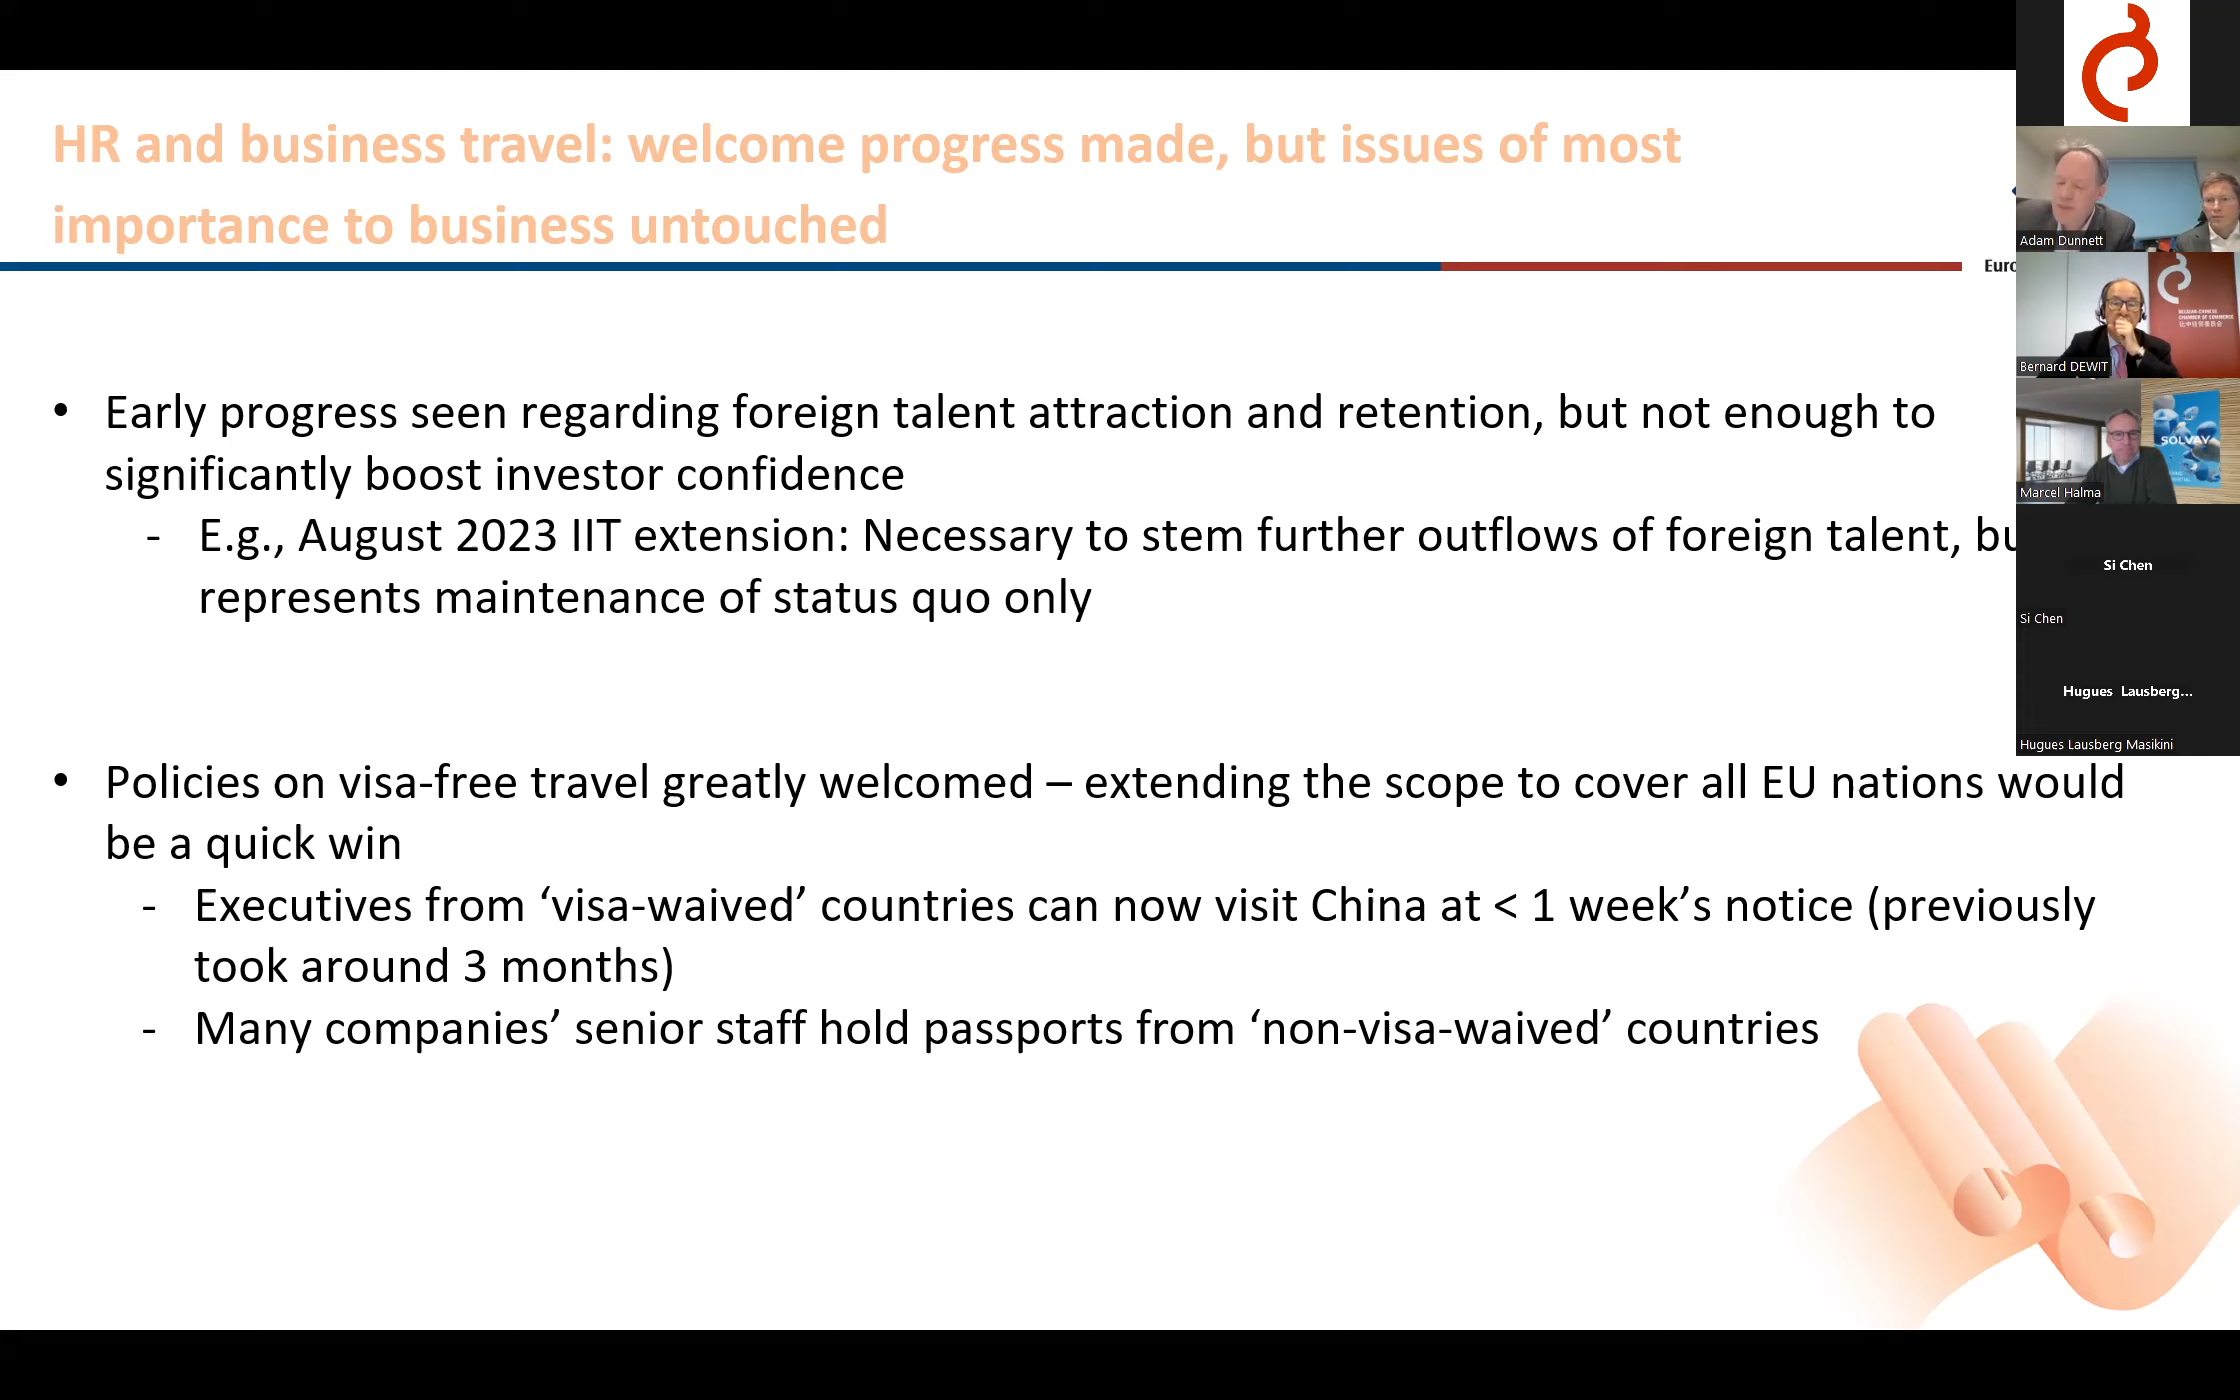 HR and business travel: welcome progress made, but issues of most
importance to business untouched
Euro
• Early progress seen regarding foreign talent attraction and retention, but not enough to
significantly boost investor confidence
- E.g., August 2023 IIT extension: Necessary to stem further outflows of foreign talent, bu
represents maintenance of status quo only
• Policies on visa-free travel greatly welcomed – extending the scope to cover all EU nations would
be a quick win
- Executives from ‘visa-waived’ countries can now visit China at < 1 week’s notice (previously
took around 3 months)
- Many companies’ senior staff hold passports from ‘non-visa-waived’ countries
Adam Dunnett
BELGIAN-CHINESE
CHAMBER OF COMMERCE
Bernard DEWIT
SOLVAY
Marcel Halma
Si Chen
Si Chen
Hugues Lausberg...
Hugues Lausberg Masikini